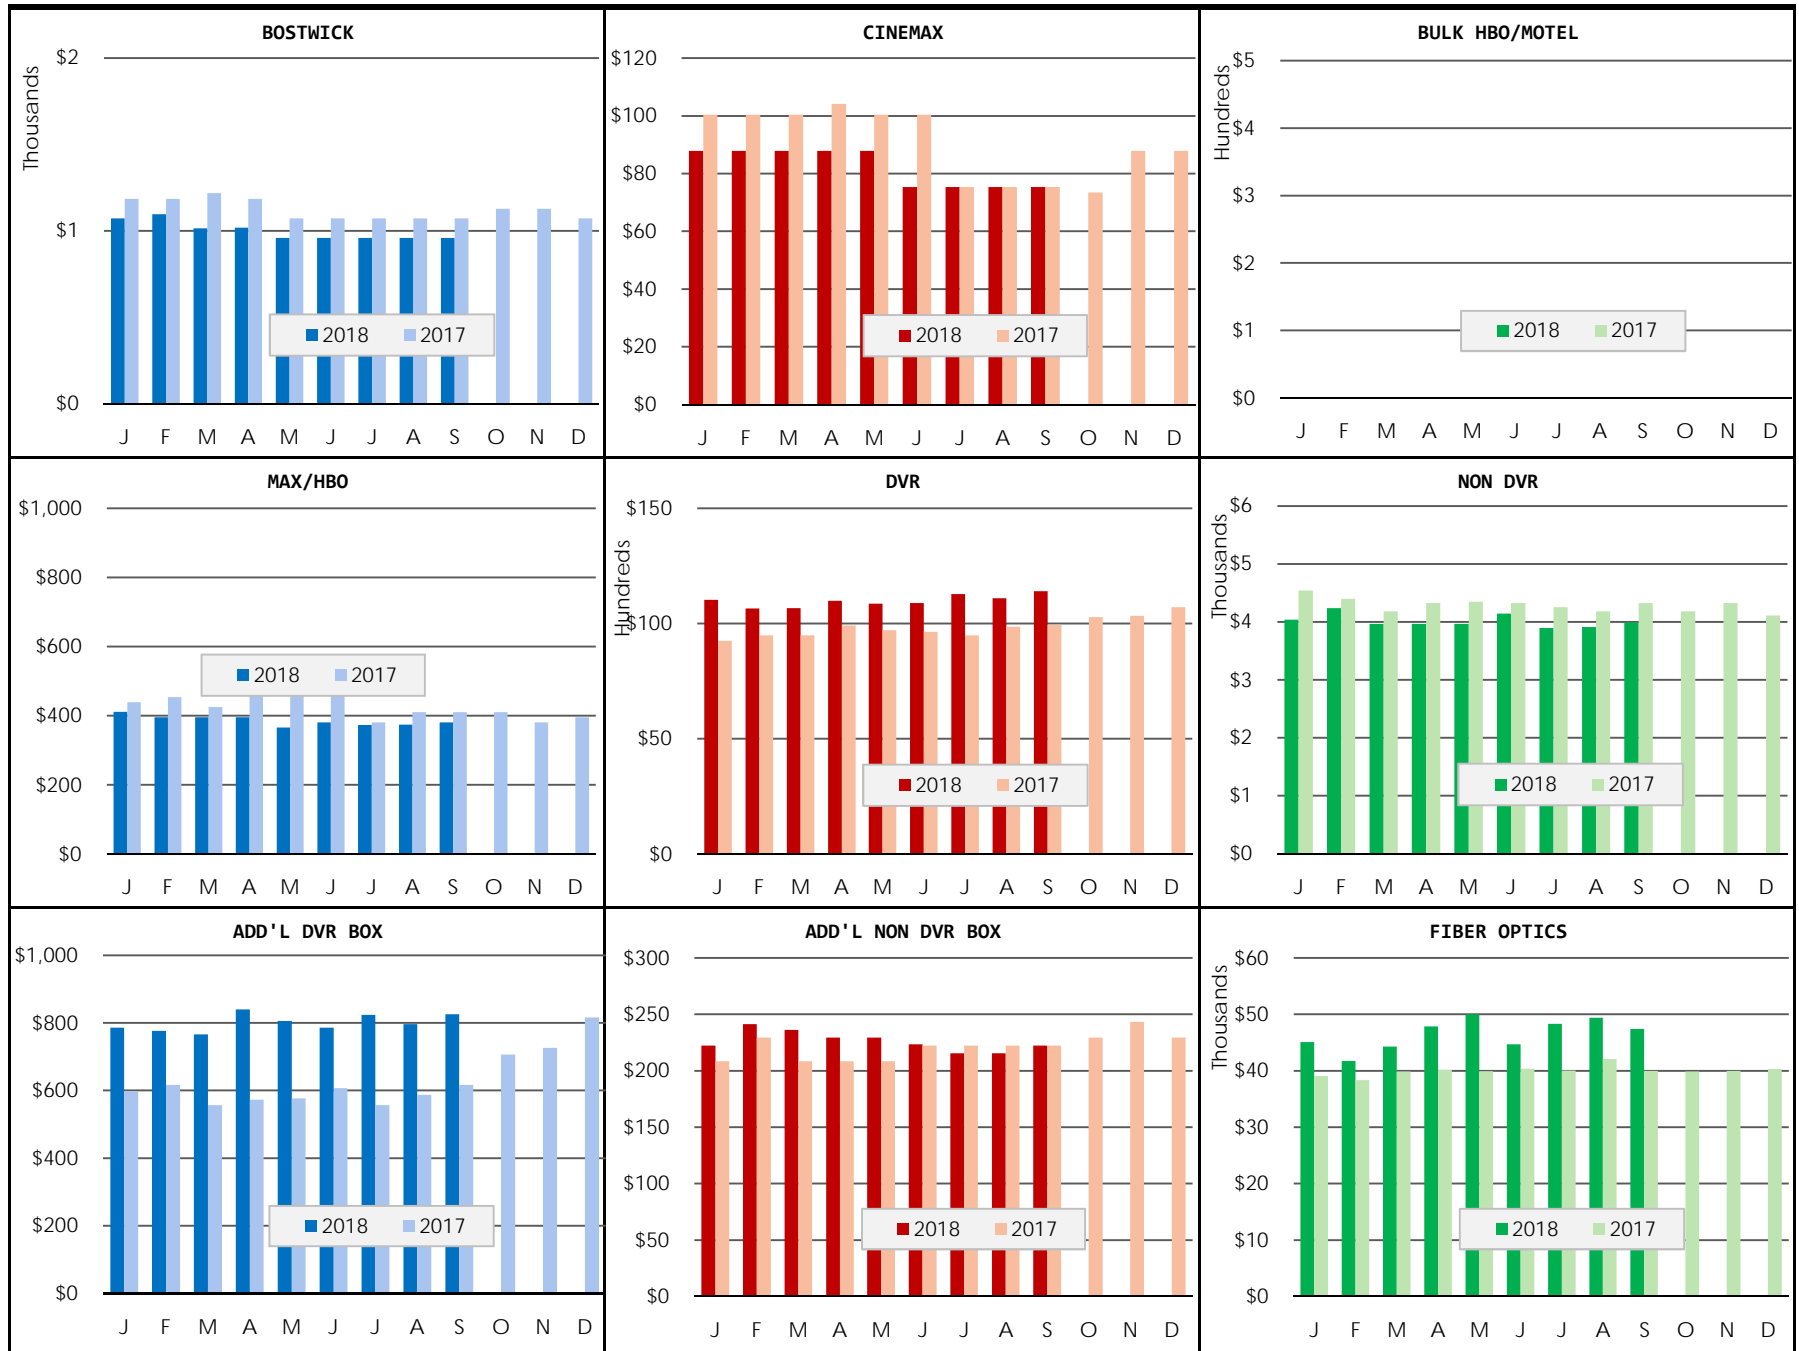 BOSTWICK
Thousands
$2
$1
$0
2018 2017
J F M A M J J A S O N D
CINEMAX
$120
$100
$80
$60
$40
$20
$0
2018 2017
J F M A M J J A S O N D
BULK HBO/MOTEL
Hundreds
$5
$4
$3
$2
$1
$0
2018 2017
J F M A M J J A S O N D
MAX/HBO
$1,000
$800
$600
$400
$200
$0
2018 2017
J F M A M J J A S O N D
DVR
Hundreds
$150
$100
$50
$0
2018 2017
J F M A M J J A S O N D
NON DVR
Thousands
$6
$5
$4
$3
$2
$1
$0
2018 2017
J F M A M J J A S O N D
ADD'L DVR BOX
$1,000
$800
$600
$400
$200
$0
2018 2017
J F M A M J J A S O N D
ADD'L NON DVR BOX
$300
$250
$200
$150
$100
$50
$0
2018 2017
J F M A M J J A S O N D
FIBER OPTICS
Thousands
$60
$50
$40
$30
$20
$10
$0
2018 2017
J F M A M J J A S O N D